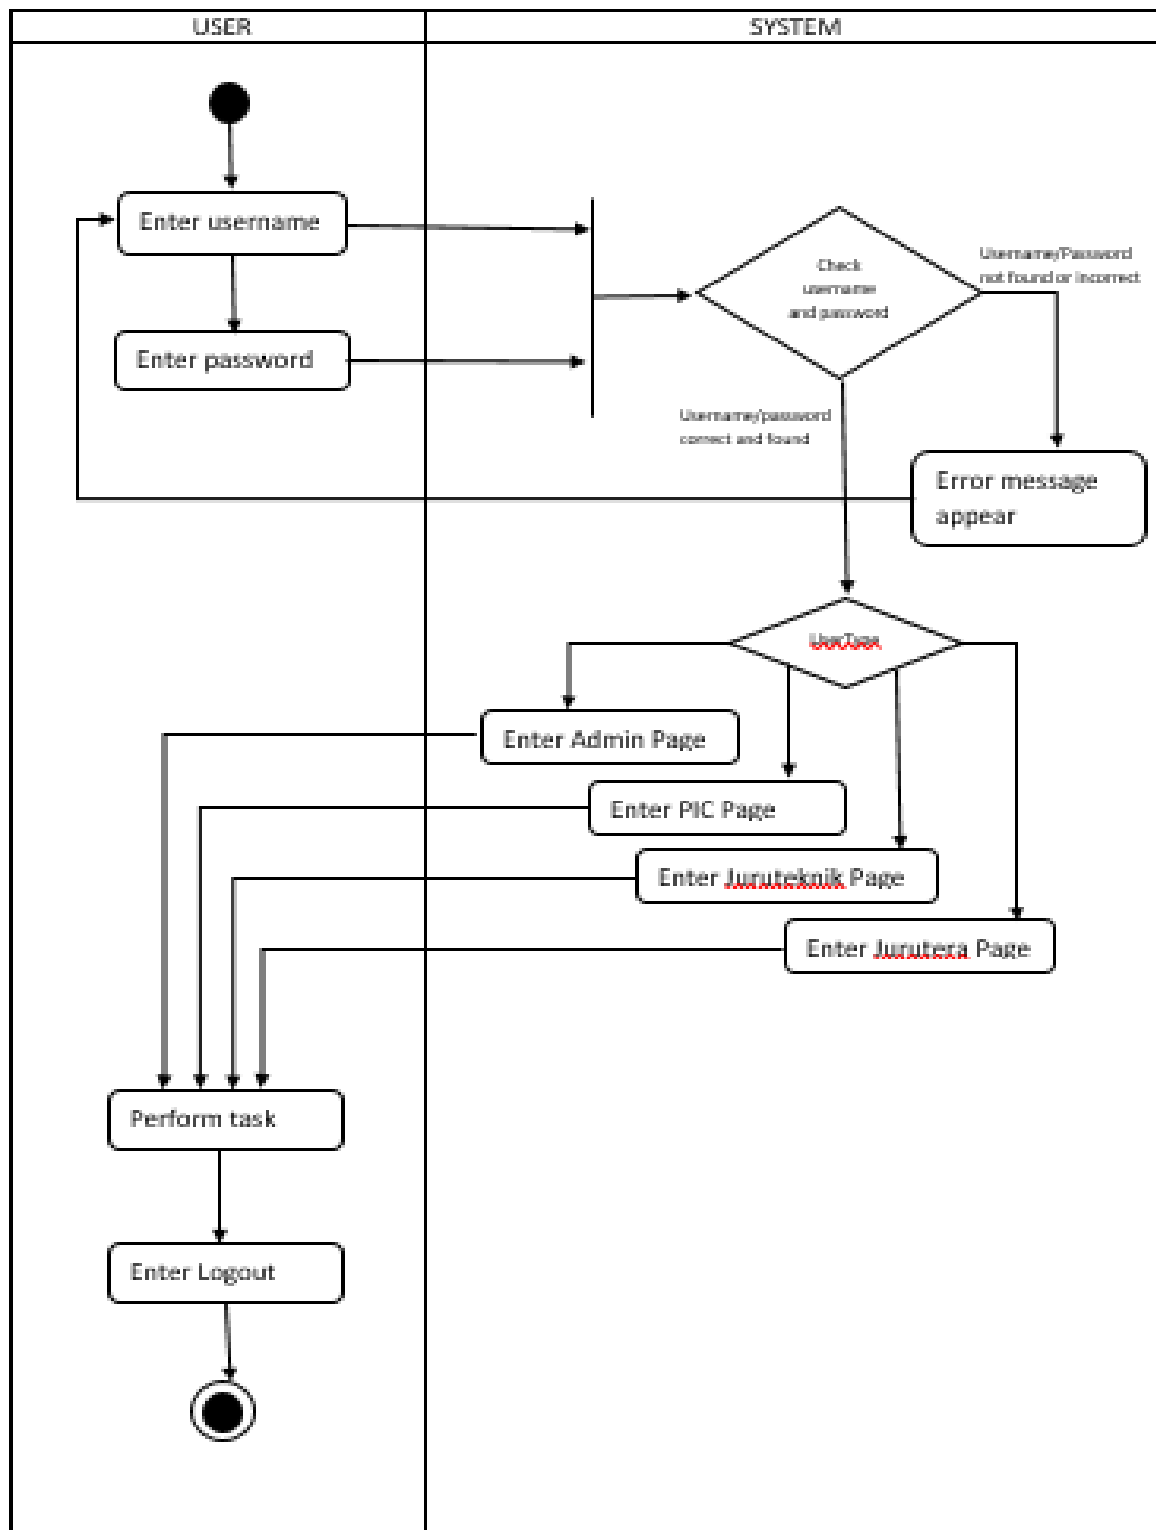 USER
SYSTEM
Enter username
Enter password
Check
username
and password
Username/Password
not found or incorrect
Username/password
correct and found
Error message
appear
UserType
Enter Admin Page
Enter PIC Page
Enter Juruteknik Page
Enter Jurutera Page
Perform task
Enter Logout